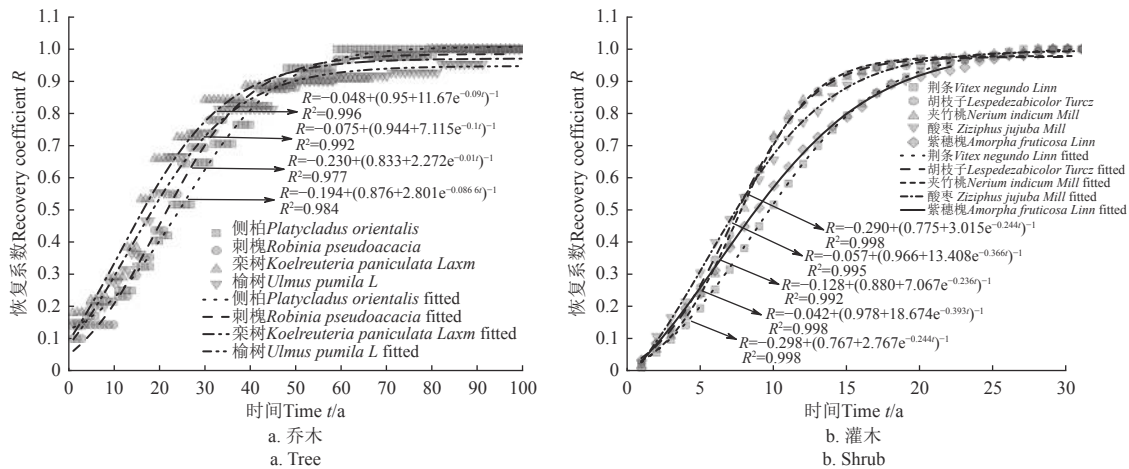 恢复系数Recovery coefficient R
1.1
1.0
0.9
0.8
0.7
0.6
0.5
0.4
0.3
0.2
0.1
0
R=−0.048+(0.95+11.67e^−0.09t)^−1
R²=0.996
R=−0.075+(0.944+7.115e^−0.1t)^−1
R²=0.992
R=−0.230+(0.833+2.272e^−0.01t)^−1
R²=0.977
R=−0.194+(0.876+2.801e^−0.086 6t)^−1
R²=0.984
侧柏Platycladus orientalis
刺槐Robinia pseudoacacia
栾树Koelreuteria paniculata Laxm
榆树Ulmus pumila L
侧柏Platycladus orientalis fitted
刺槐Robinia pseudoacacia fitted
栾树Koelreuteria paniculata Laxm fitted
榆树Ulmus pumila L fitted
0 10 20 30 40 50 60 70 80 90 100
时间Time t/a
a. 乔木
a. Tree
恢复系数Recovery coefficient R
1.1
1.0
0.9
0.8
0.7
0.6
0.5
0.4
0.3
0.2
0.1
0
荆条Vitex negundo Linn
胡枝子Lespedezabicolor Turcz
夹竹桃Nerium indicum Mill
酸枣 Ziziphus jujuba Mill
紫穗槐Amorpha fruticosa Linn
荆条Vitex negundo Linn fitted
胡枝子Lespedezabicolor Turcz fitted
夹竹桃Nerium indicum Mill fitted
酸枣Ziziphus jujuba Mill fitted
紫穗槐Amorpha fruticosa Linn fitted
R=−0.290+(0.775+3.015e^−0.244t)^−1
R²=0.998
R=−0.057+(0.966+13.408e^−0.366t)^−1
R²=0.995
R=−0.128+(0.880+7.067e^−0.236t)^−1
R²=0.992
R=−0.042+(0.978+18.674e^−0.393t)^−1
R²=0.998
R=−0.298+(0.767+2.767e^−0.244t)^−1
R²=0.998
0 5 10 15 20 25 30
时间Time t/a
b. 灌木
b. Shrub